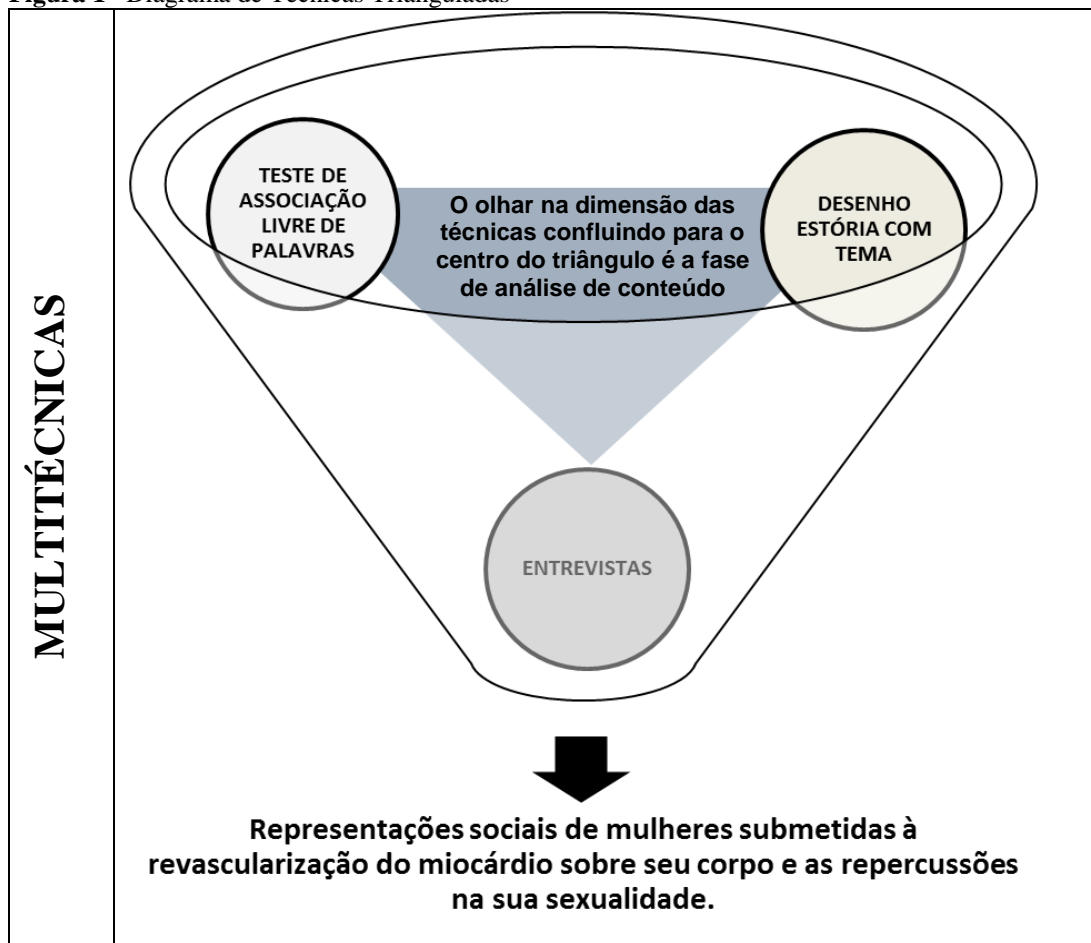 Figura 1 - Diagrama de Técnicas Trianguladas
MULTITÉCNICAS
TESTE DE
ASSOCIAÇÃO
LIVRE DE
PALAVRAS
O olhar na dimensão das
técnicas confluindo para o
centro do triângulo é a fase
de análise de conteúdo
DESENHO
ESTÓRIA COM
TEMA
ENTREVISTAS
Representações sociais de mulheres submetidas à
revascularização do miocárdio sobre seu corpo e as repercussões
na sua sexualidade.